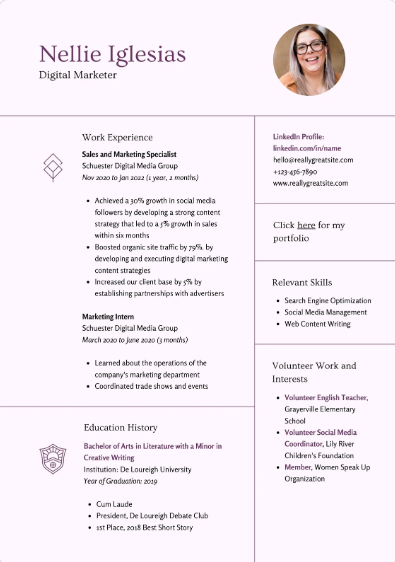 Nellie Iglesias
Digital Marketer
Work Experience
Sales and Marketing Specialist
Schuester Digital Media Group
Nov 2020 to Jan 2022 (1 year, 2 months)
Achieved a 30% growth in social media
followers by developing a strong content
strategy that led to a 5% growth in sales
within six months
Boosted organic site traffic by 79%, by
developing and executing digital marketing
content strategies
Increased our client base by 5% by
establishing partnerships with advertisers
Marketing Intern
Schuester Digital Media Group
March 2020 to June 2020 (3 months)
Learned about the operations of the
company's marketing department
Coordinated trade shows and events
Education History
Bachelor of Arts in Literature with a Minor in
Creative Writing
Institution: De Loureigh University
Year of Graduation: 2019
Cum Laude
President, De Loureigh Debate Club
1st Place, 2018 Best Short Story
LinkedIn Profile:
linkedin.com/in/name
hello@reallygreatsite.com
+123-456-7890
www.reallygreatsite.com
Click here for my
portfolio
Relevant Skills
Search Engine Optimization
Social Media Management
Web Content Writing
Volunteer Work and
Interests
Volunteer English Teacher,
Grayerville Elementary
School
Volunteer Social Media
Coordinator, Lily River
Children's Foundation
Member, Women Speak Up
Organization